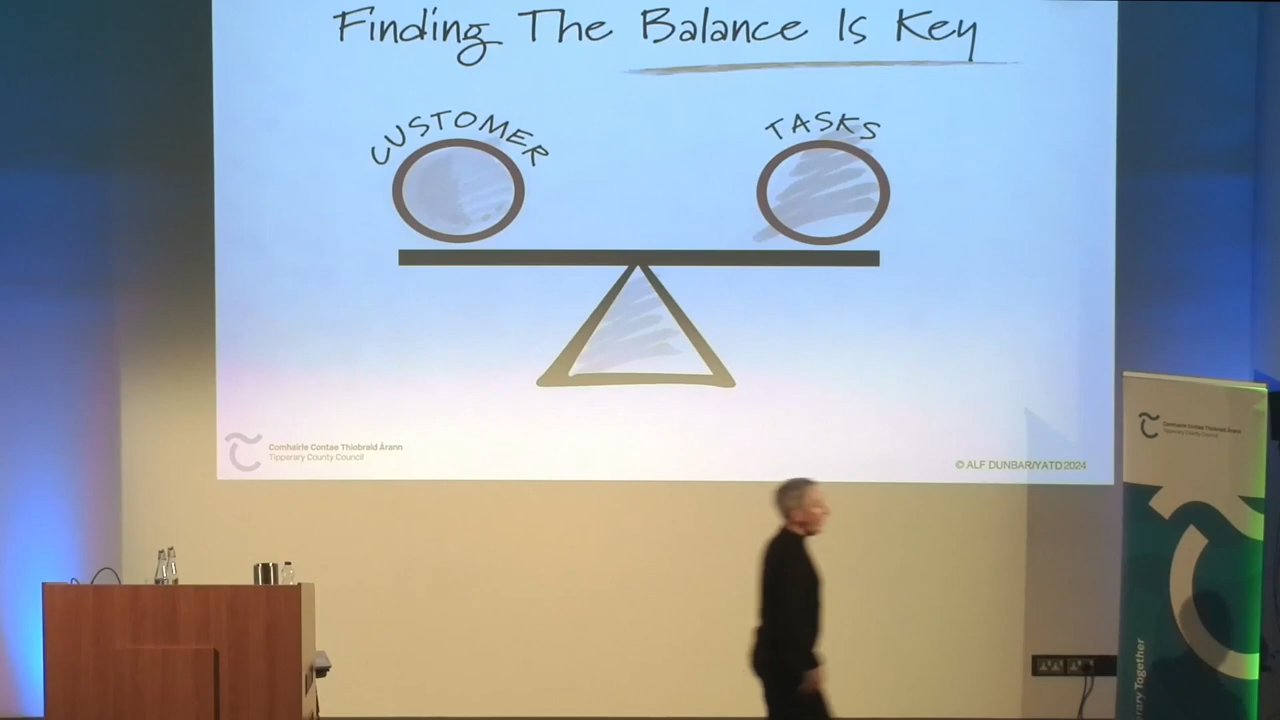 Finding The Balance Is Key
CUSTOMER
TASKS
Comhairle Contae Thiobraid Árann
Tipperary County Council
© ALF DUNBAR/YATD 2024
Comhairle Contae Thiobraid Árann
Tipperary County Council
Together